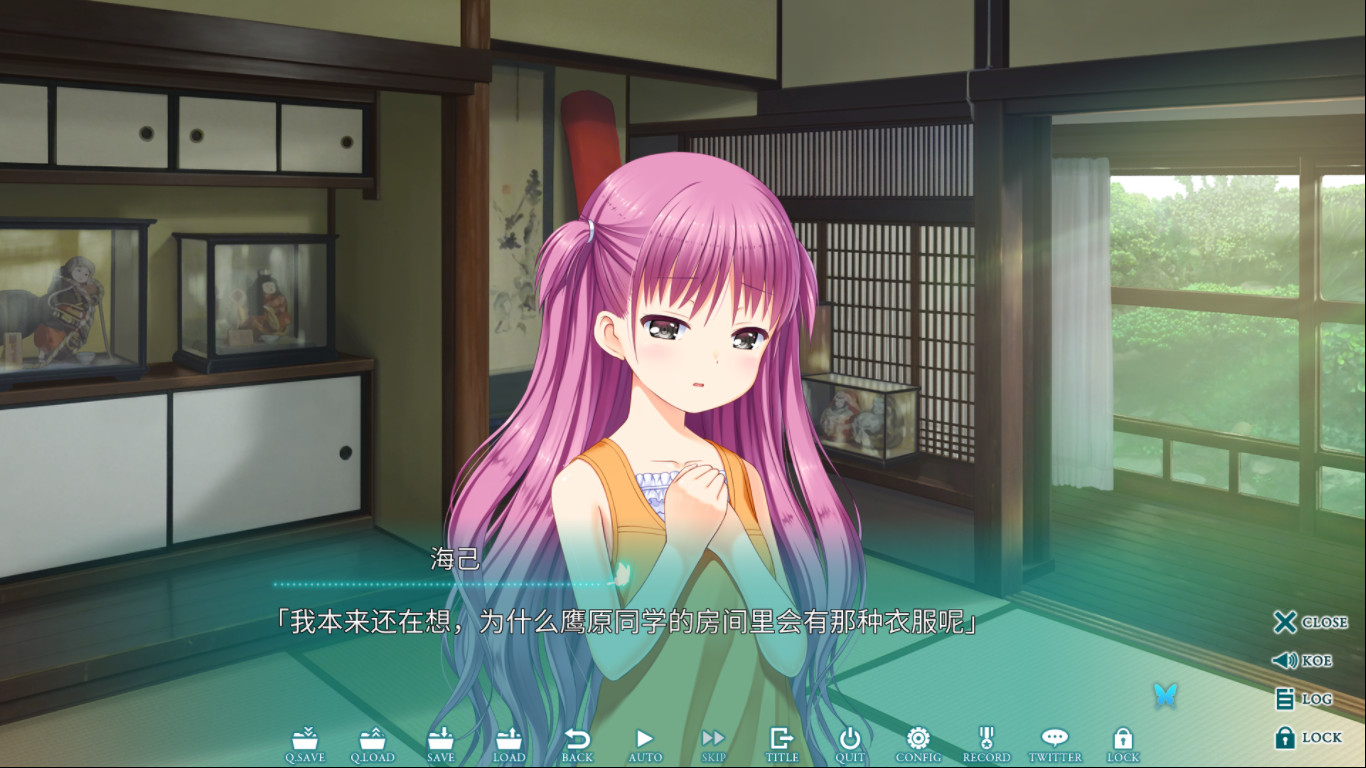 海己
「我本来还在想，为什么鹰原同学的房间里会有那种衣服呢」
CLOSE
KOE
LOG
LOCK
Q.SAVE Q.LOAD SAVE LOAD BACK AUTO SKIP TITLE QUIT CONFIG RECORD TWITTER LOCK